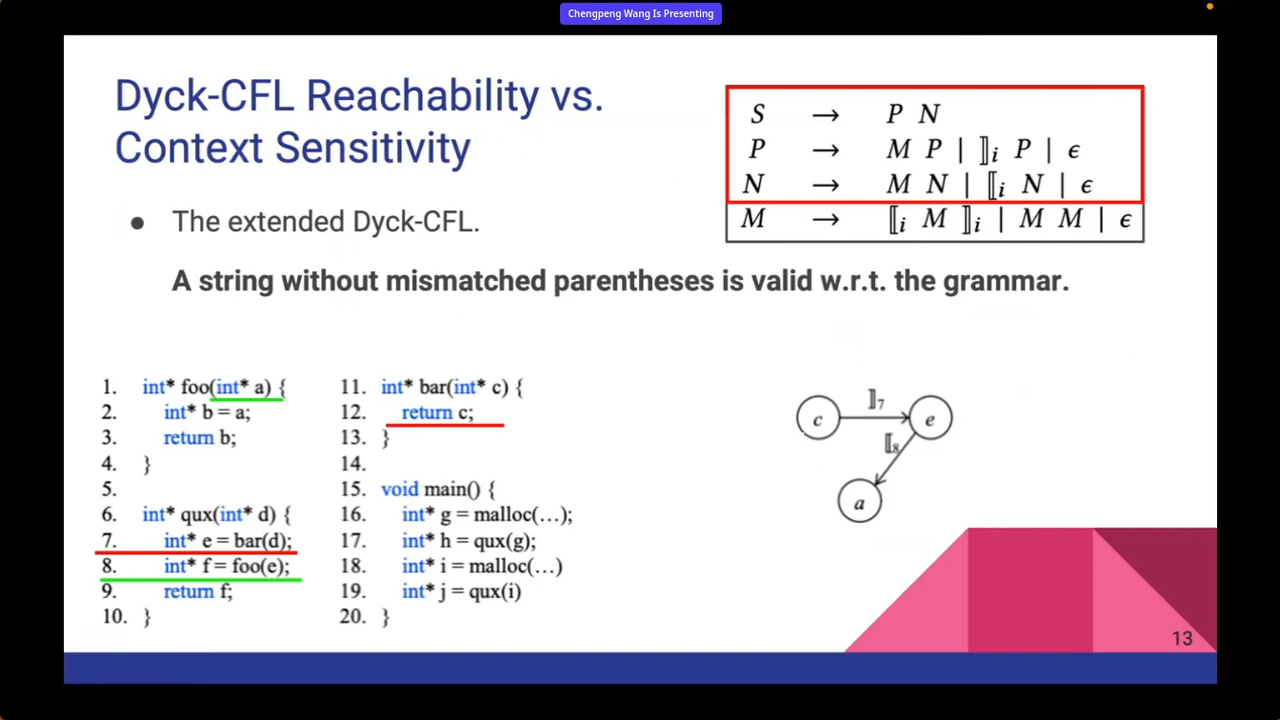 Chengpeng Wang Is Presenting
Dyck-CFL Reachability vs.
Context Sensitivity
S → P N
P → M P | ⟧i P | ϵ
N → M N | ⟦i N | ϵ
M → ⟦i M ⟧i | M M | ϵ
● The extended Dyck-CFL.
A string without mismatched parentheses is valid w.r.t. the grammar.
1. int* foo(int* a) {
2. int* b = a;
3. return b;
4. }
5.
6. int* qux(int* d) {
7. int* e = bar(d);
8. int* f = foo(e);
9. return f;
10. }
11. int* bar(int* c) {
12. return c;
13. }
14.
15. void main() {
16. int* g = malloc(…);
17. int* h = qux(g);
18. int* i = malloc(…)
19. int* j = qux(i)
20. }
⟧7
c
e
⟦8
a
13